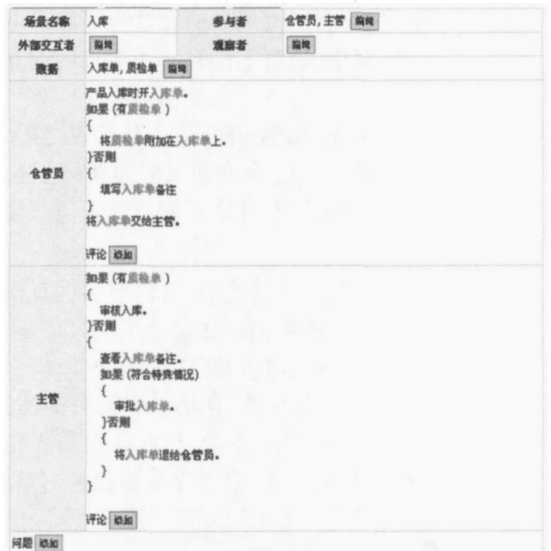 场景名称 入库 参与者 仓管员, 主管 编辑
外部交互者 编辑 观察者 编辑
数据 入库单, 质检单 编辑
仓管员
产品入库时开入库单。
如果 (有质检单 )
{
将质检单附加在入库单上。
}否则
{
填写入库单备注
}
将入库单交给主管。
评论 添加
主管
如果 (有质检单 )
{
审核入库。
}否则
{
查看入库单备注。
如果 (符合特殊情况)
{
审批入库单。
}否则
{
将入库单退给仓管员。
}
}
评论 添加
问题 添加